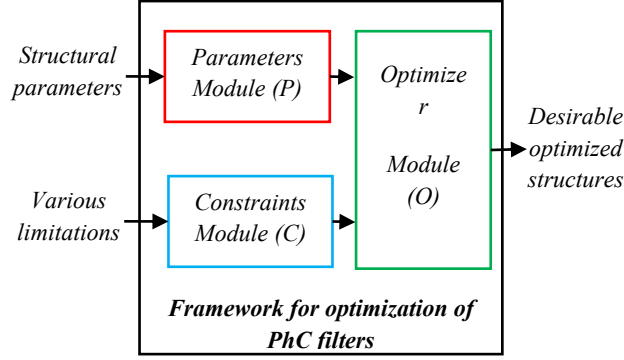 Structural
parameters
Parameters
Module (P)
Various
limitations
Constraints
Module (C)
Optimize
r
Module
(O)
Desirable
optimized
structures
Framework for optimization of
PhC filters